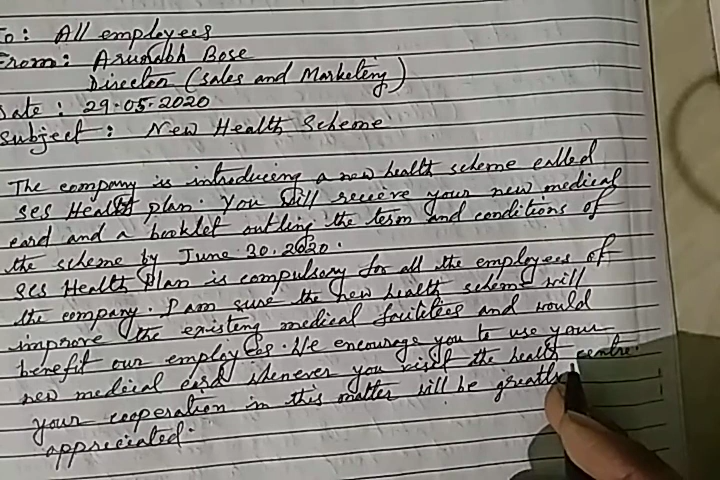 To: All employees
From: Arunabh Bose
Director (Sales and Marketing)
Date: 29.05.2020
Subject: New Health Scheme
The company is introducing a new health scheme called
SCS Health plan. You will receive your new medical
card and a booklet outling the term and conditions of
the scheme by June 30, 2020.
SCS Health Plan is compulsory for all the employees of
the company. I am sure the new health scheme will
improve the existing medical facilities and would
benefit our employees. We encourage you to use your
new medical card whenever you visit the health centre.
your cooperation in this matter will be greatly
appreciated.